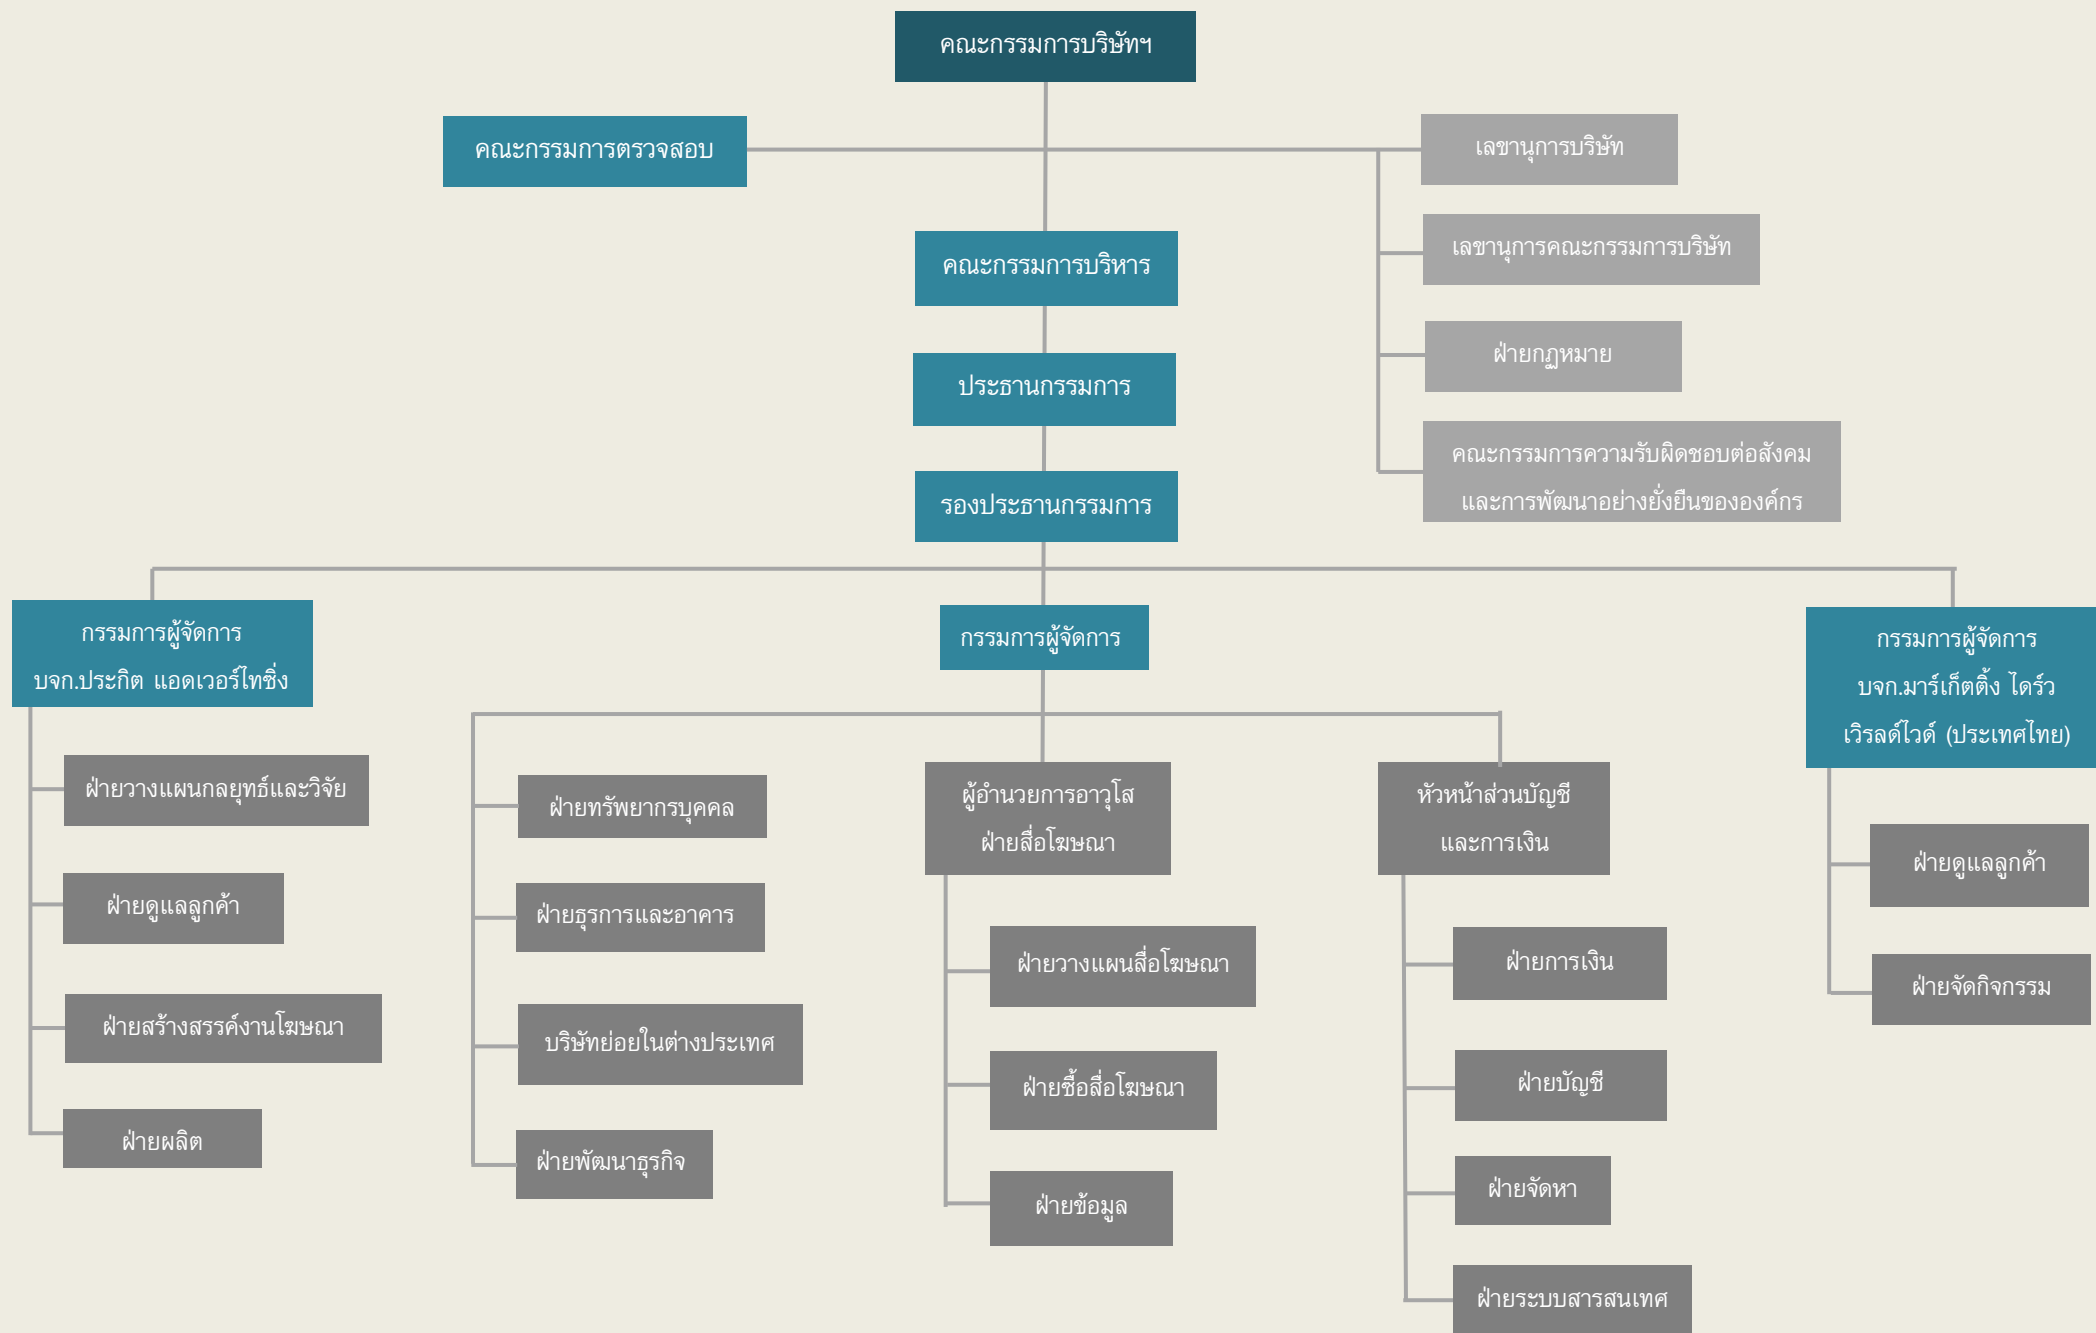 คณะกรรมการบริษัทฯ
คณะกรรมการตรวจสอบ
เลขานุการบริษัท
เลขานุการคณะกรรมการบริษัท
คณะกรรมการบริหาร
ฝ่ายกฎหมาย
ประธานกรรมการ
คณะกรรมการความรับผิดชอบต่อสังคม
และการพัฒนาอย่างยั่งยืนขององค์กร
รองประธานกรรมการ
กรรมการผู้จัดการ
บจก.ประกิต แอดเวอร์ไทซิ่ง
ฝ่ายวางแผนกลยุทธ์และวิจัย
ฝ่ายดูแลลูกค้า
ฝ่ายสร้างสรรค์งานโฆษณา
ฝ่ายผลิต
กรรมการผู้จัดการ
ฝ่ายทรัพยากรบุคคล
ฝ่ายธุรการและอาคาร
บริษัทย่อยในต่างประเทศ
ฝ่ายพัฒนาธุรกิจ
ผู้อำนวยการอาวุโส
ฝ่ายสื่อโฆษณา
ฝ่ายวางแผนสื่อโฆษณา
ฝ่ายซื้อสื่อโฆษณา
ฝ่ายข้อมูล
หัวหน้าส่วนบัญชี
และการเงิน
ฝ่ายการเงิน
ฝ่ายบัญชี
ฝ่ายจัดหา
ฝ่ายระบบสารสนเทศ
กรรมการผู้จัดการ
บจก.มาร์เก็ตติ้ง ไดร์ว
เวิรลด์ไวด์ (ประเทศไทย)
ฝ่ายดูแลลูกค้า
ฝ่ายจัดกิจกรรม